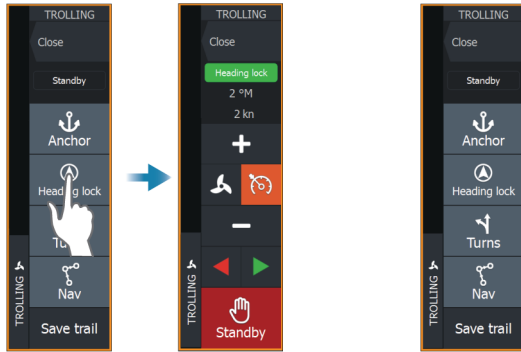 TROLLING
Close
Standby
Anchor
Heading lock
Tu
Nav
Save trail
TROLLING
TROLLING
Close
Heading lock
2 °M
2 kn
Standby
TROLLING
TROLLING
Close
Standby
Anchor
Heading lock
Turns
Nav
Save trail
TROLLING